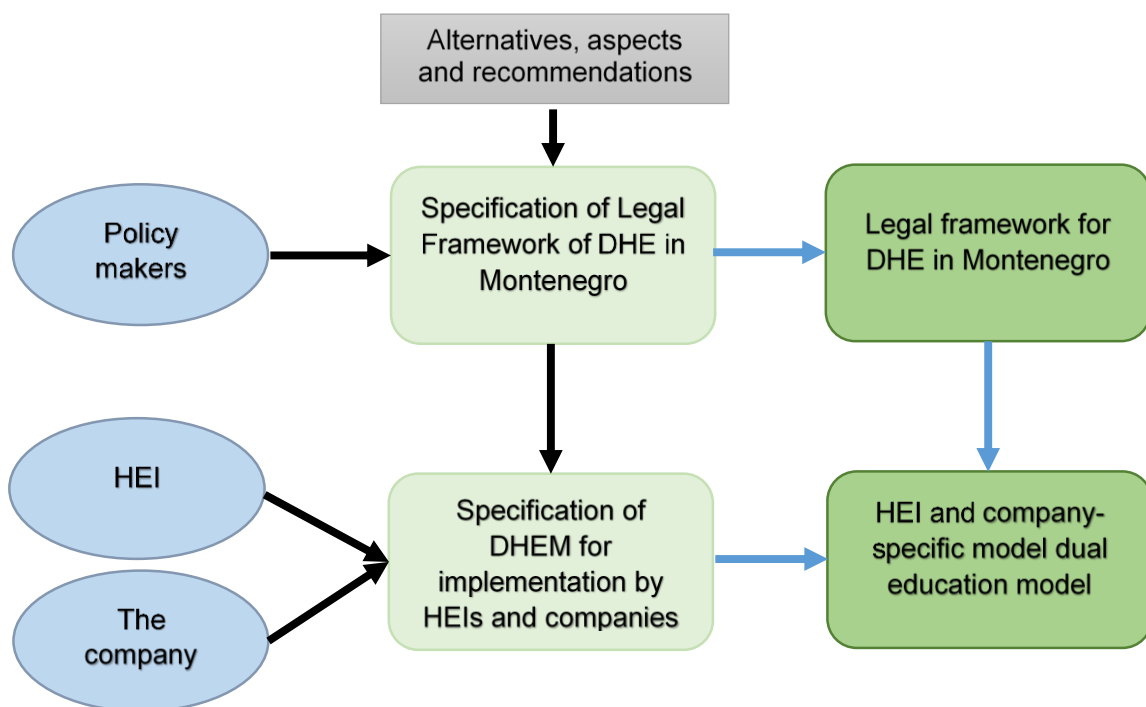 Alternatives, aspects
and recommendations
Policy
makers
Specification of Legal
Framework of DHE in
Montenegro
Legal framework for
DHE in Montenegro
HEI
The
company
Specification of
DHEM for
implementation by
HEIs and companies
HEI and company-
specific model dual
education model